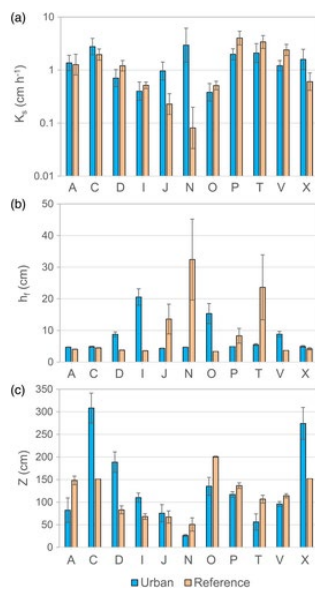 (a)
10
1
0.1
0.01
Ks (cm h⁻¹)
A C D I J N O P T V X
(b)
60
50
40
30
20
10
0
hf (cm)
A C D I J N O P T V X
(c)
350
300
250
200
150
100
50
0
Z (cm)
A C D I J N O P T V X
Urban Reference